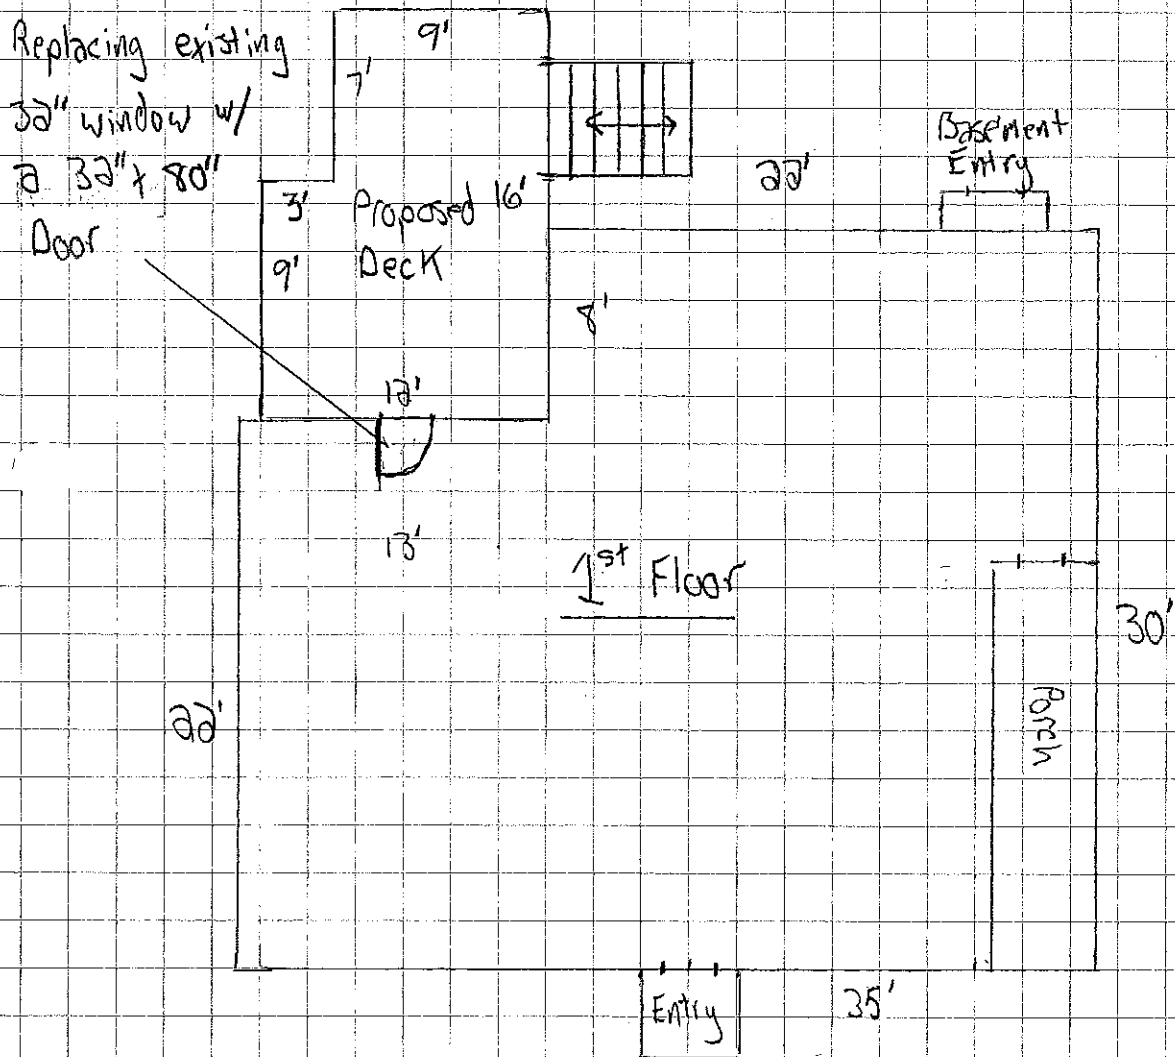 Replacing existing
32" window w/
a 32" x 80"
Door
9'
7'
3'
Proposed 16'
Deck
9'
12'
8'
22'
Basement
Entry
13'
1st Floor
22'
30'
Porch
Entry
35'